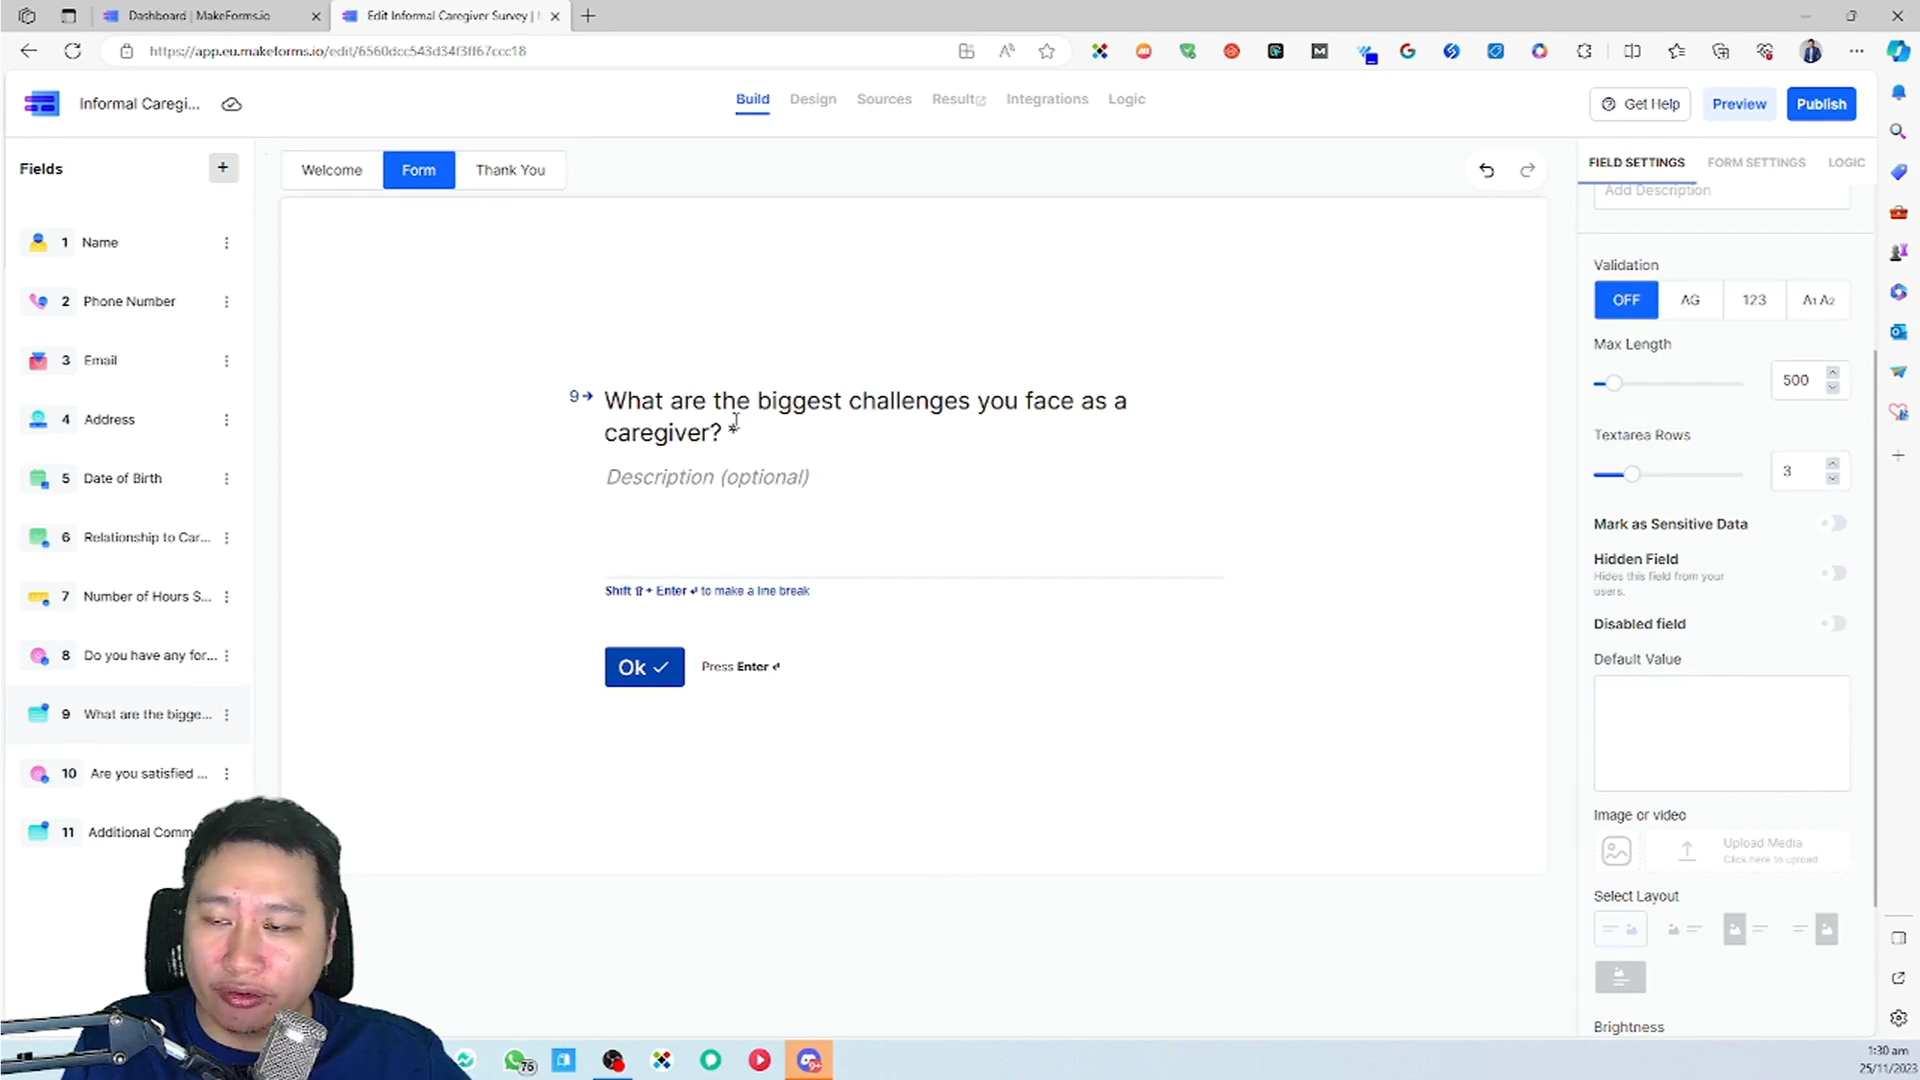 Dashboard | MakeForms.io
Edit Informal Caregiver Survey |
https://app.eu.makeforms.io/edit/6560dcc543d34f3ff67ccc18
Informal Caregi...
Build
Design
Sources
Result
Integrations
Logic
Get Help
Preview
Publish
Fields
+
Welcome
Form
Thank You
FIELD SETTINGS
FORM SETTINGS
LOGIC
Add Description
1 Name
2 Phone Number
3 Email
4 Address
5 Date of Birth
6 Relationship to Car...
7 Number of Hours S...
8 Do you have any for...
9 What are the bigge...
10 Are you satisfied ...
11 Additional Comm
9→ What are the biggest challenges you face as a
caregiver? *
Description (optional)
Shift ⇧ + Enter ↵ to make a line break
Ok ✓
Press Enter ↵
Validation
OFF
AG
123
A1 A2
Max Length
500
Textarea Rows
3
Mark as Sensitive Data
Hidden Field
Hides this field from your
users.
Disabled field
Default Value
Image or video
Upload Media
Click here to upload
Select Layout
Brightness
76
1:30 am
25/11/2023